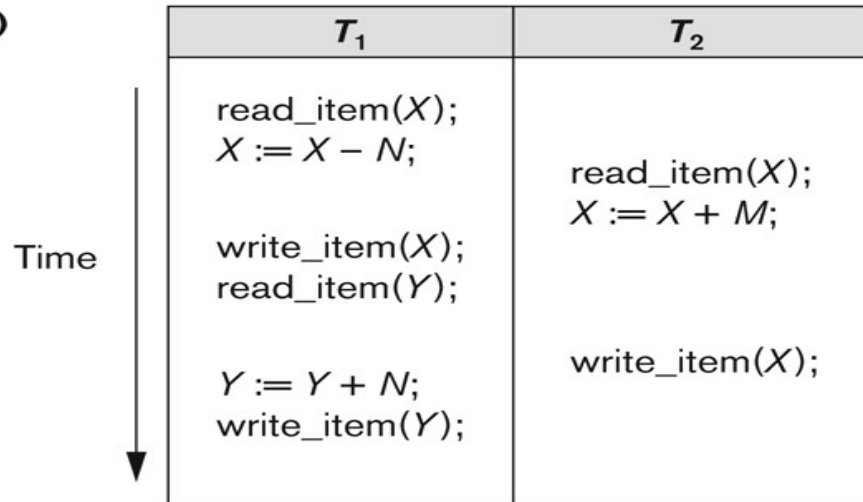 )
T₁ T₂
read_item(X);
X := X – N;
read_item(X);
X := X + M;
Time
write_item(X);
read_item(Y);
write_item(X);
Y := Y + N;
write_item(Y);